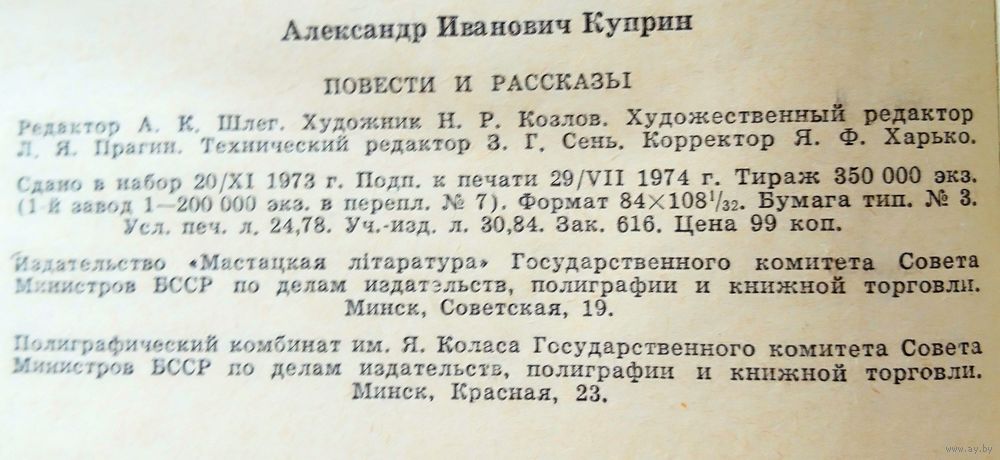 Александр Иванович Куприн
ПОВЕСТИ И РАССКАЗЫ
Редактор А. К. Шлег. Художник Н. Р. Козлов. Художественный редактор
Л. Я. Прагин. Технический редактор З. Г. Сень. Корректор Я. Ф. Харько.
Сдано в набор 20/XI 1973 г. Подп. к печати 29/VII 1974 г. Тираж 350 000 экз.
(1-й завод 1—200 000 экз. в перепл. № 7). Формат 84×108¹/₃₂. Бумага тип. № 3.
Усл. печ. л. 24,78. Уч.-изд. л. 30,84. Зак. 616. Цена 99 коп.
Издательство «Мастацкая літаратура» Государственного комитета Совета
Министров БССР по делам издательств, полиграфии и книжной торговли.
Минск, Советская, 19.
Полиграфический комбинат им. Я. Коласа Государственного комитета Совета
Министров БССР по делам издательств, полиграфии и книжной торговли.
Минск, Красная, 23.
www.ay.by